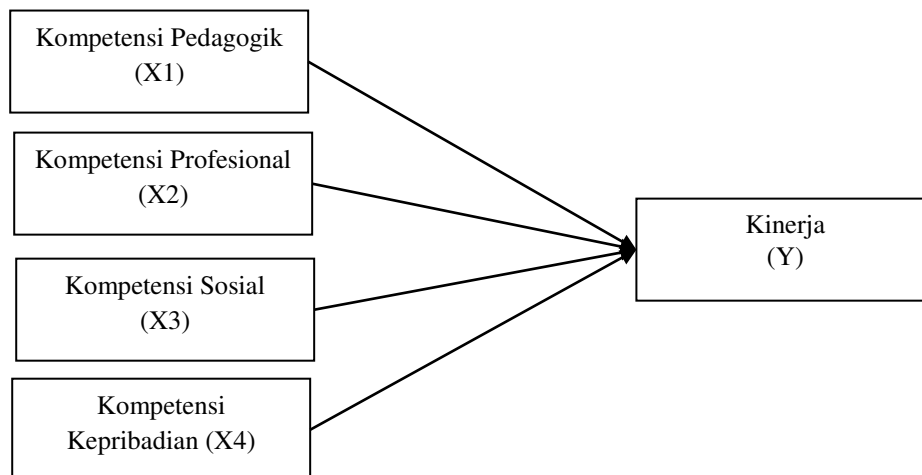 Kompetensi Pedagogik
(X1)
Kompetensi Profesional
(X2)
Kompetensi Sosial
(X3)
Kompetensi
Kepribadian (X4)
Kinerja
(Y)